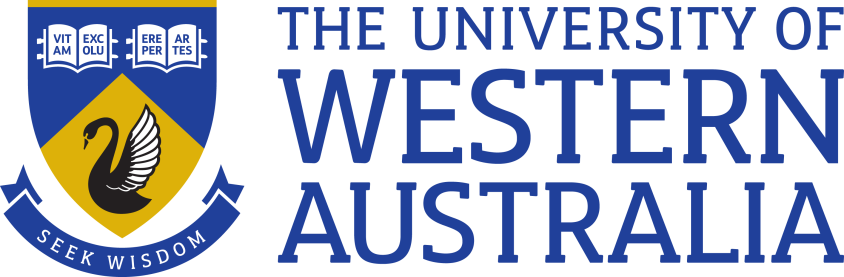 VIT EXC
AM OLU
ERE AR
PER TES
SEEK WISDOM
THE UNIVERSITY OF
WESTERN
AUSTRALIA